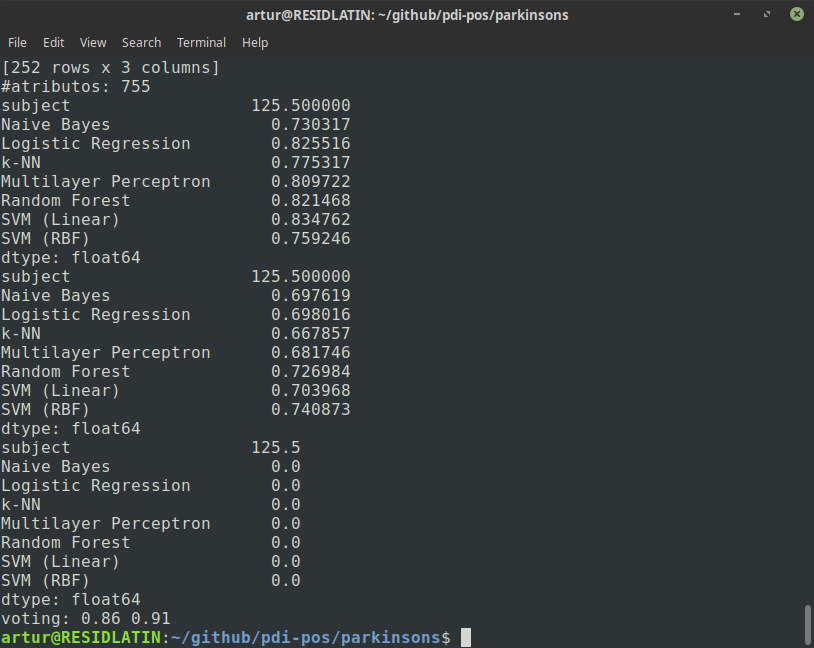 artur@RESIDLATIN: ~/github/pdi-pos/parkinsons
File Edit View Search Terminal Help
[252 rows x 3 columns]
#atributos: 755
subject 125.500000
Naive Bayes 0.730317
Logistic Regression 0.825516
k-NN 0.775317
Multilayer Perceptron 0.809722
Random Forest 0.821468
SVM (Linear) 0.834762
SVM (RBF) 0.759246
dtype: float64
subject 125.500000
Naive Bayes 0.697619
Logistic Regression 0.698016
k-NN 0.667857
Multilayer Perceptron 0.681746
Random Forest 0.726984
SVM (Linear) 0.703968
SVM (RBF) 0.740873
dtype: float64
subject 125.5
Naive Bayes 0.0
Logistic Regression 0.0
k-NN 0.0
Multilayer Perceptron 0.0
Random Forest 0.0
SVM (Linear) 0.0
SVM (RBF) 0.0
dtype: float64
voting: 0.86 0.91
artur@RESIDLATIN:~/github/pdi-pos/parkinsons$